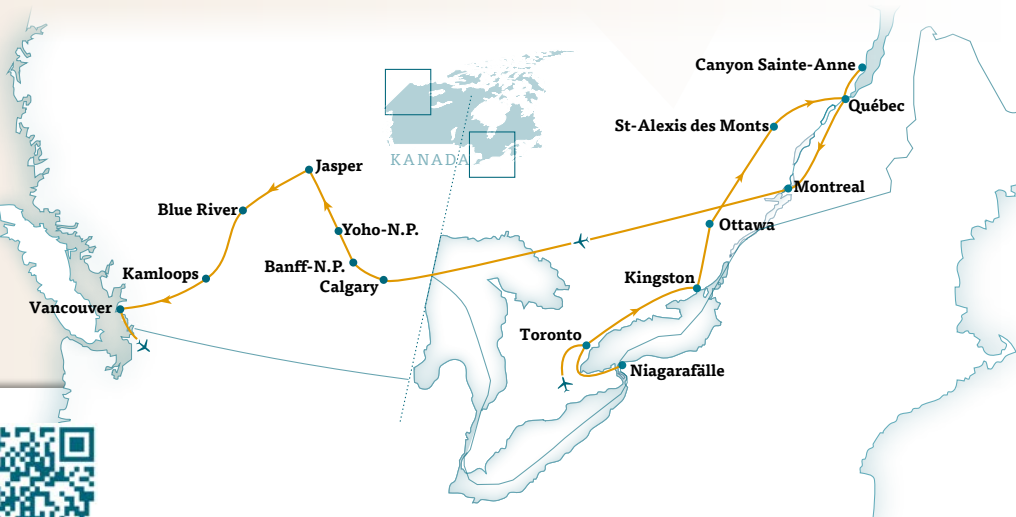 Canyon Sainte-Anne
Québec
St-Alexis des Monts
KANADA
Jasper
Montreal
Blue River
Ottawa
Yoho-N.P.
Banff-N.P.
Kamloops
Calgary
Kingston
Vancouver
Toronto
Niagarafälle